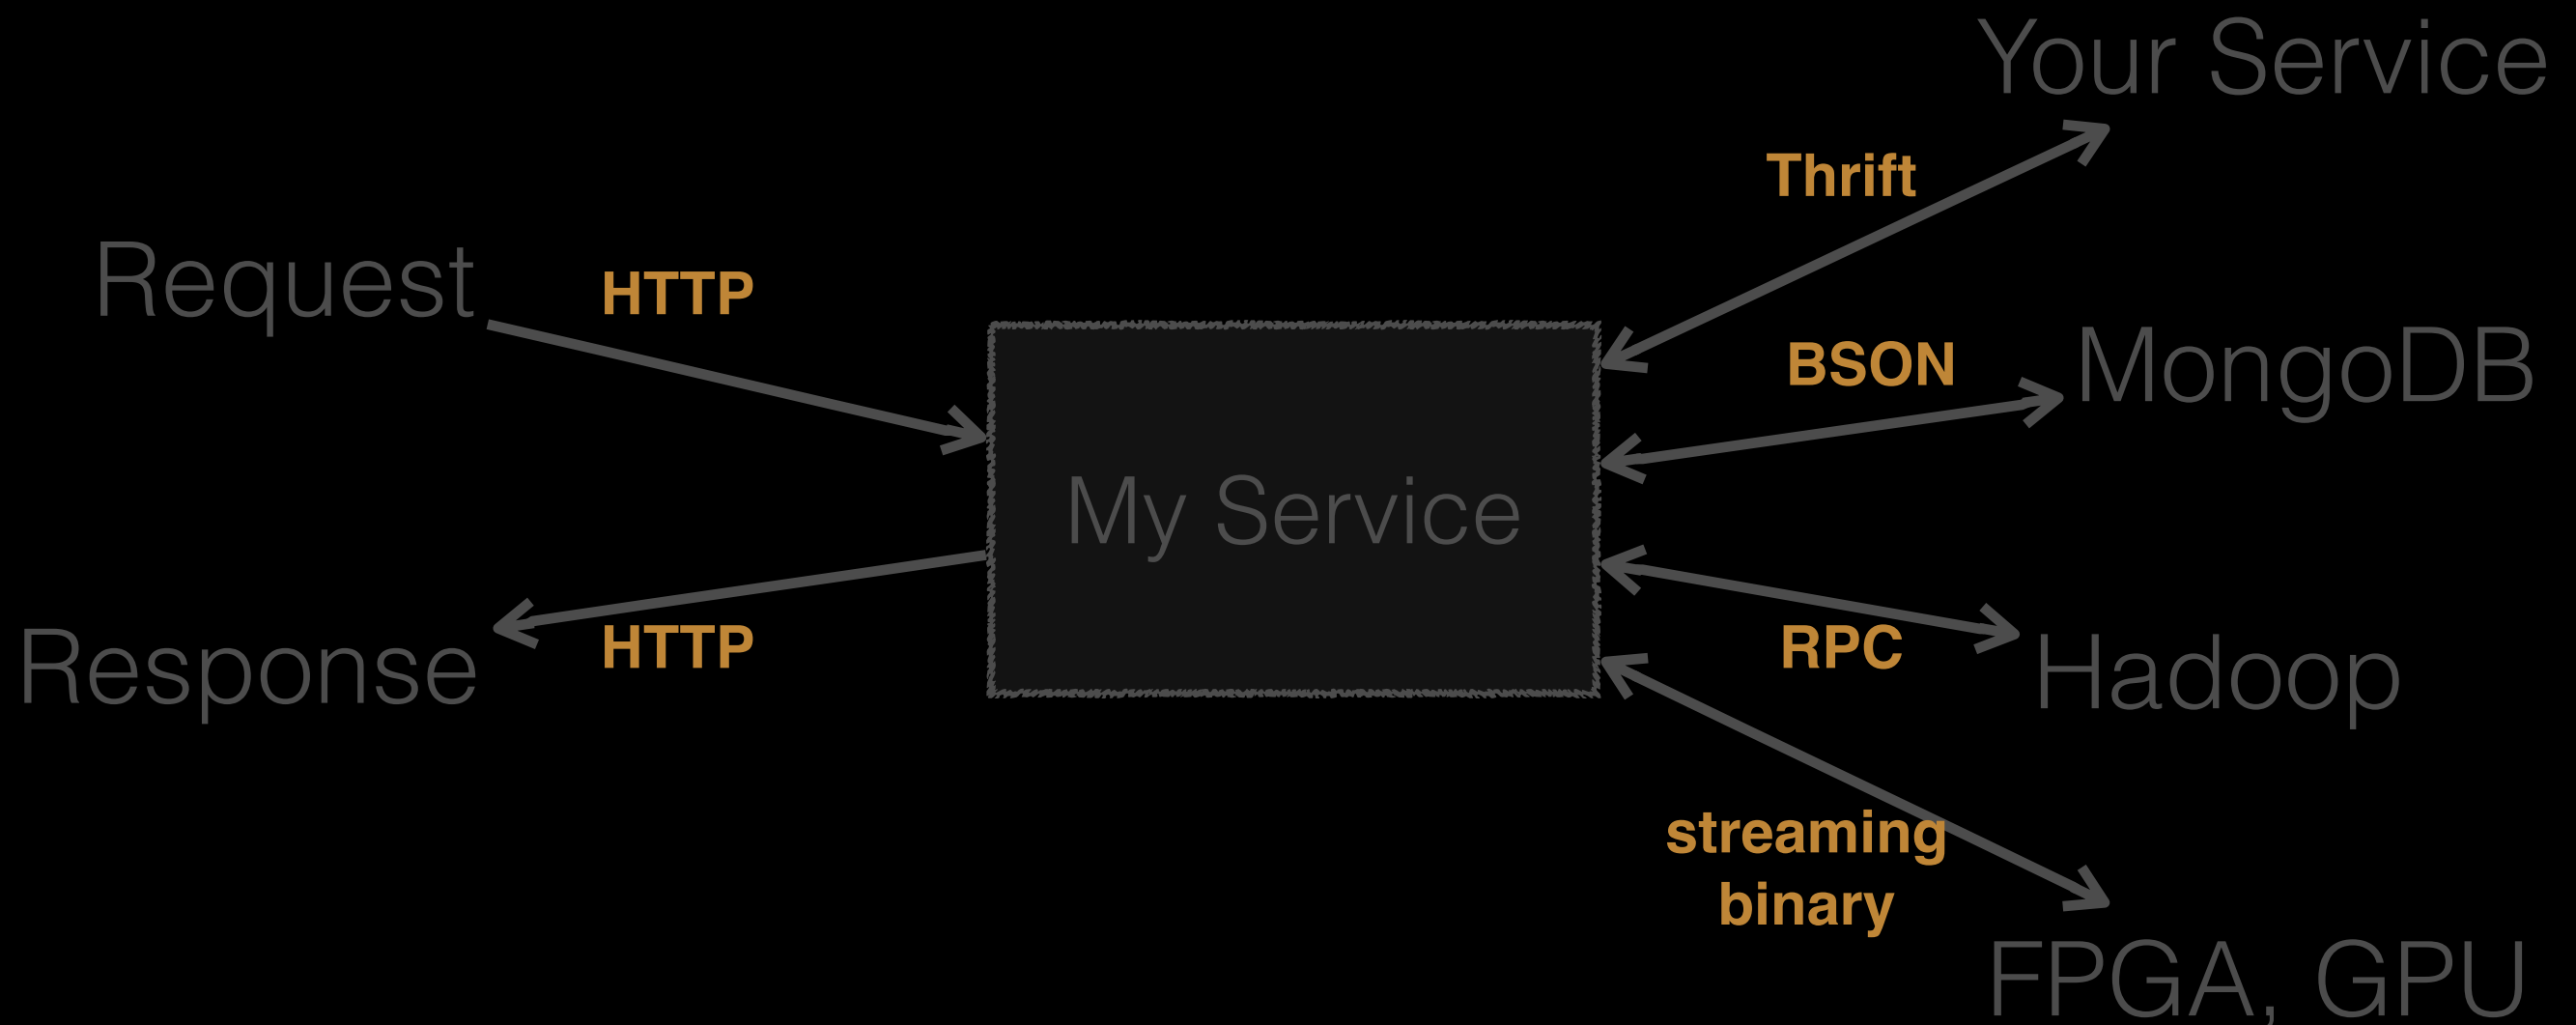 Your Service
Thrift
Request
HTTP
BSON
MongoDB
My Service
Response
HTTP
RPC
Hadoop
streaming
binary
FPGA, GPU